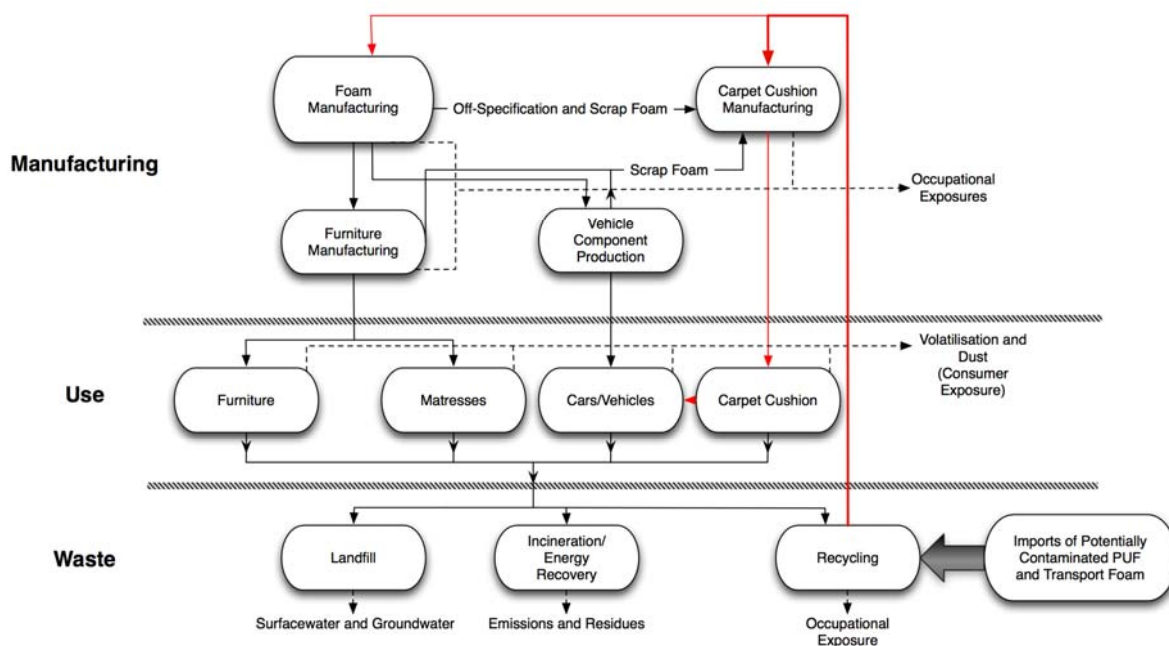 Foam
Manufacturing
Off-Specification and Scrap Foam
Carpet Cushion
Manufacturing
Manufacturing
Scrap Foam
Occupational
Exposures
Furniture
Manufacturing
Vehicle
Component
Production
Volatilisation and
Dust
(Consumer
Exposure)
Use
Furniture
Matresses
Cars/Vehicles
Carpet Cushion
Waste
Landfill
Incineration/
Energy
Recovery
Recycling
Imports of Potentially
Contaminated PUF
and Transport Foam
Surfacewater and Groundwater
Emissions and Residues
Occupational
Exposure